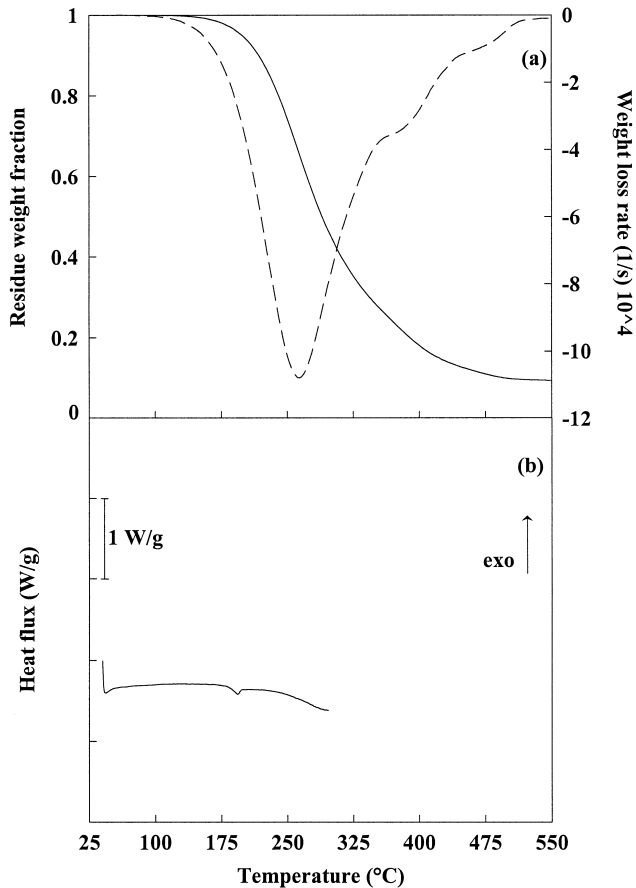 1
0.8
0.6
0.4
0.2
0
Residue weight fraction
0
-2
-4
-6
-8
-10
-12
Weight loss rate (1/s) 10^4
(a)
(b)
1 W/g
exo
Heat flux (W/g)
25 100 175 250 325 400 475 550
Temperature (°C)